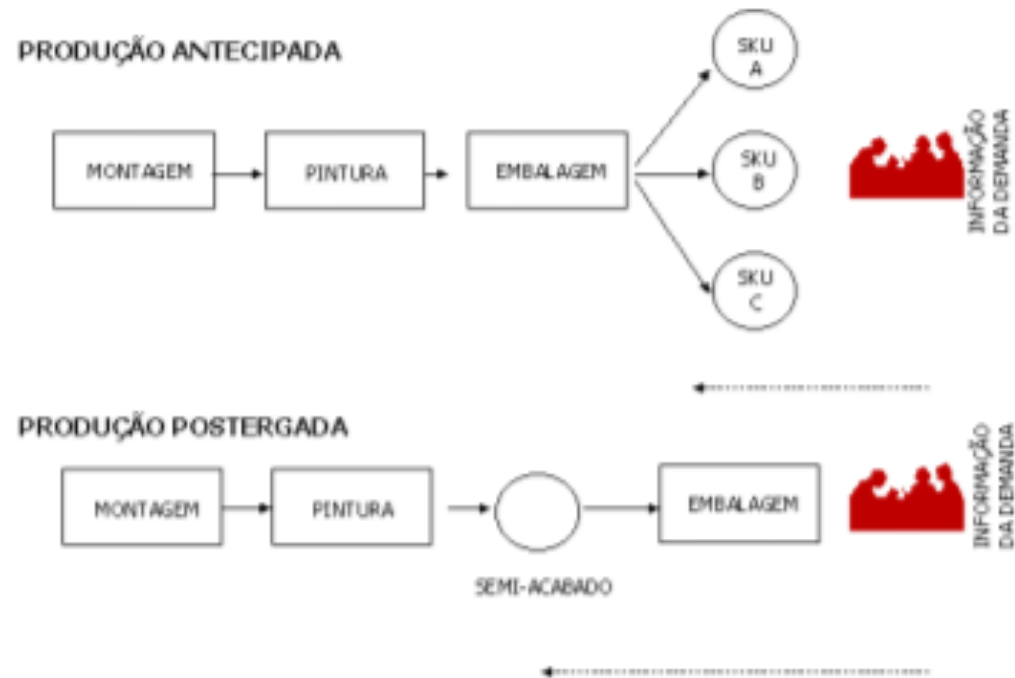 PRODUÇÃO ANTECIPADA
SKU
A
MONTAGEM
PINTURA
EMBALAGEM
SKU
B
SKU
C
INFORMAÇÃO
DA DEMANDA
PRODUÇÃO POSTERGADA
MONTAGEM
PINTURA
EMBALAGEM
SEMI-ACABADO
INFORMAÇÃO
DA DEMANDA